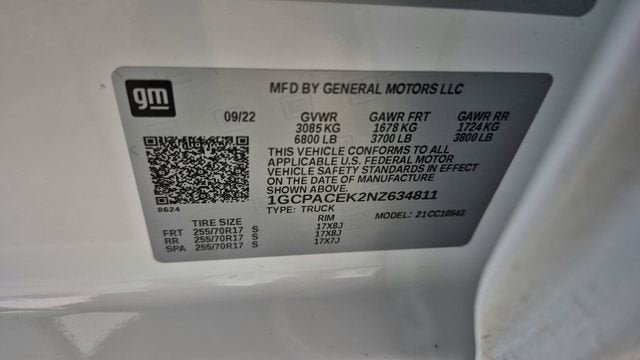 gm
MFD BY GENERAL MOTORS LLC
09/22 GVWR GAWR FRT GAWR RR
3085 KG 1678 KG 1724 KG
6800 LB 3700 LB 3800 LB
THIS VEHICLE CONFORMS TO ALL
APPLICABLE U.S. FEDERAL MOTOR
VEHICLE SAFETY STANDARDS IN EFFECT
ON THE DATE OF MANUFACTURE
SHOWN ABOVE.
1GCPACEK2NZ634811
8624
TYPE: TRUCK MODEL: 21CC10543
TIRE SIZE RIM
FRT 255/70R17 S 17X8J
RR 255/70R17 S 17X8J
SPA 255/70R17 S 17X7J